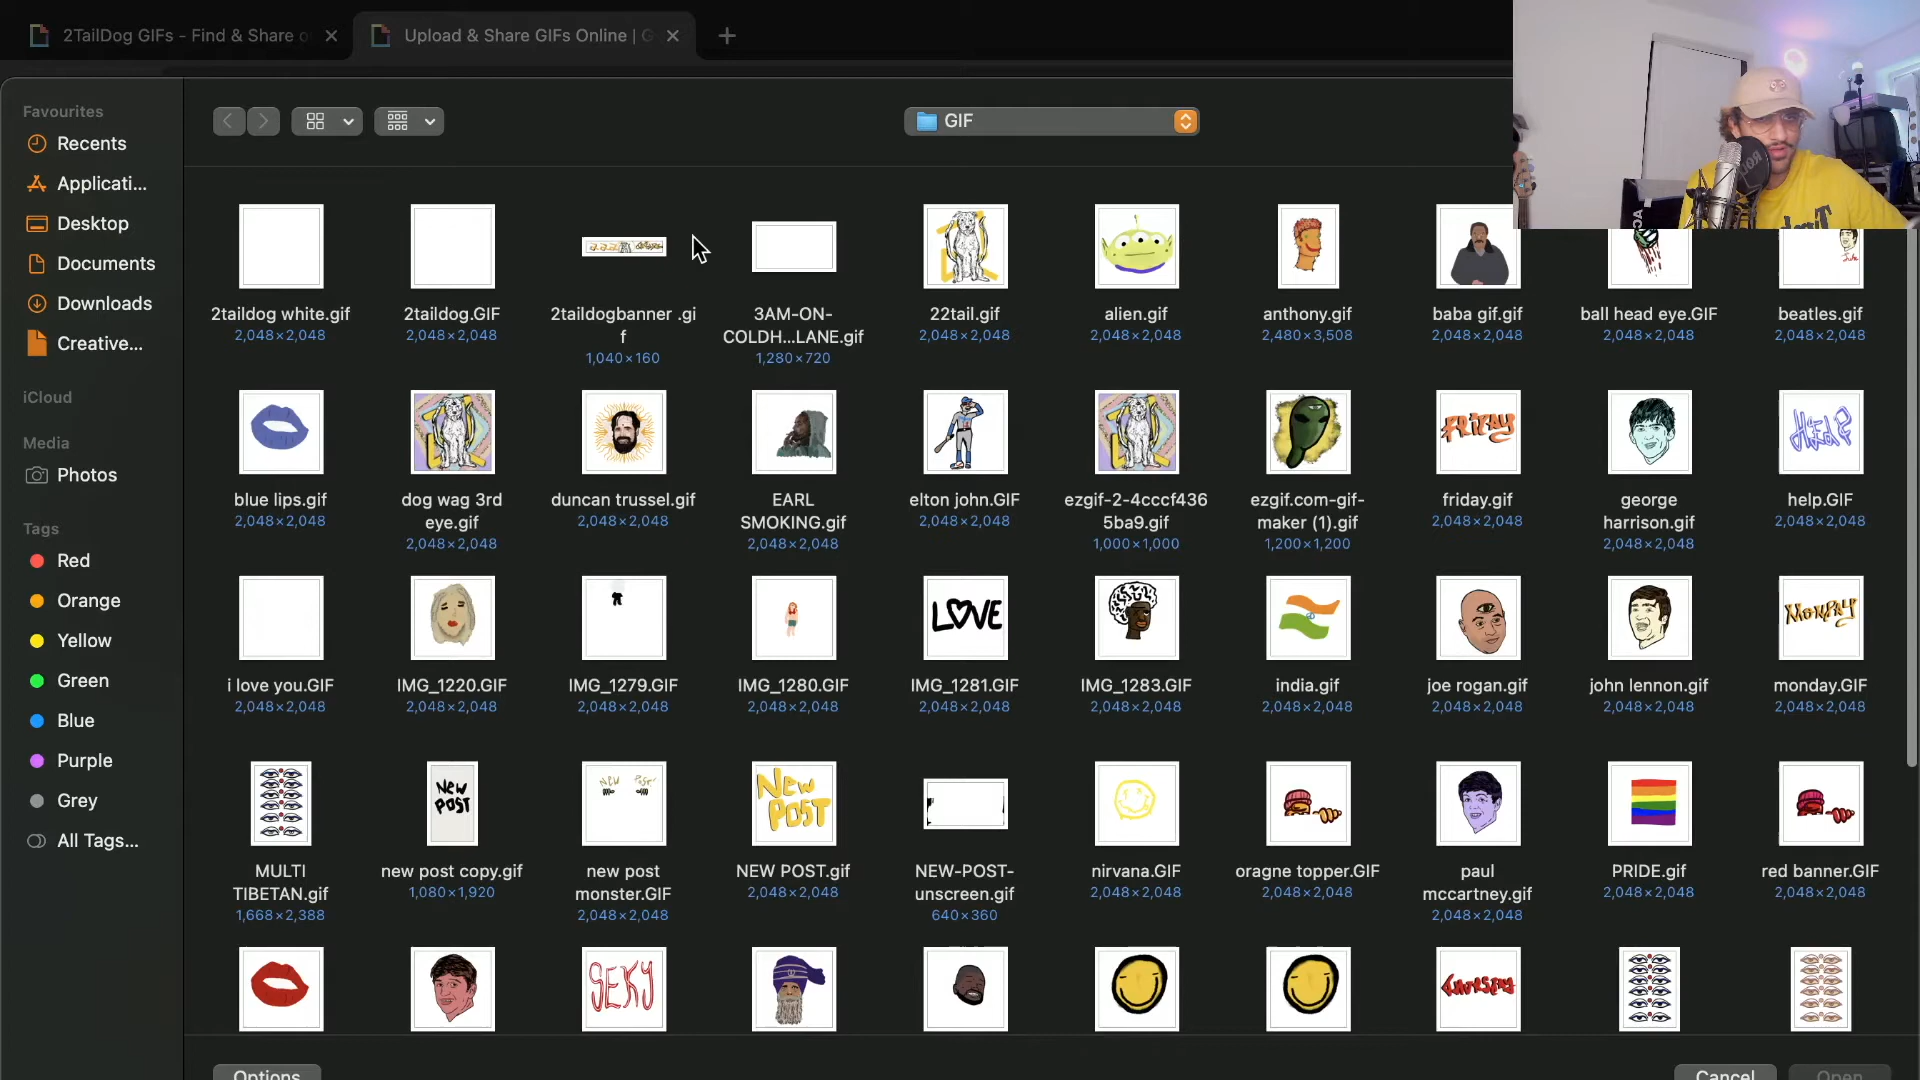 2TailDog GIFs - Find & Share o
Upload & Share GIFs Online | G
Favourites
Recents
Applicati...
Desktop
Documents
Downloads
Creative...
iCloud
Media
Photos
Tags
Red
Orange
Yellow
Green
Blue
Purple
Grey
All Tags...
GIF
2taildog white.gif
2,048×2,048
2taildog.GIF
2,048×2,048
2taildogbanner .gi
f
1,040×160
3AM-ON-
COLDH...LANE.gif
1,280×720
22tail.gif
2,048×2,048
alien.gif
2,048×2,048
anthony.gif
2,480×3,508
baba gif.gif
2,048×2,048
ball head eye.GIF
2,048×2,048
beatles.gif
2,048×2,048
FRIDAY
HELP
blue lips.gif
2,048×2,048
dog wag 3rd
eye.gif
2,048×2,048
duncan trussel.gif
2,048×2,048
EARL
SMOKING.gif
2,048×2,048
elton john.GIF
2,048×2,048
ezgif-2-4cccf436
5ba9.gif
1,000×1,000
ezgif.com-gif-
maker (1).gif
1,200×1,200
friday.gif
2,048×2,048
george
harrison.gif
2,048×2,048
help.GIF
2,048×2,048
LOVE
MONDAY
i love you.GIF
2,048×2,048
IMG_1220.GIF
2,048×2,048
IMG_1279.GIF
2,048×2,048
IMG_1280.GIF
2,048×2,048
IMG_1281.GIF
2,048×2,048
IMG_1283.GIF
2,048×2,048
india.gif
2,048×2,048
joe rogan.gif
2,048×2,048
john lennon.gif
2,048×2,048
monday.GIF
2,048×2,048
NEW
POST
NEW POST
NEW
POST
MULTI
TIBETAN.gif
1,668×2,388
new post copy.gif
1,080×1,920
new post
monster.GIF
2,048×2,048
NEW POST.gif
2,048×2,048
NEW-POST-
unscreen.gif
640×360
nirvana.GIF
2,048×2,048
oragne topper.GIF
2,048×2,048
paul
mccartney.gif
2,048×2,048
PRIDE.gif
2,048×2,048
red banner.GIF
2,048×2,048
SEXY
THURSDAY
Options
Cancel
Open